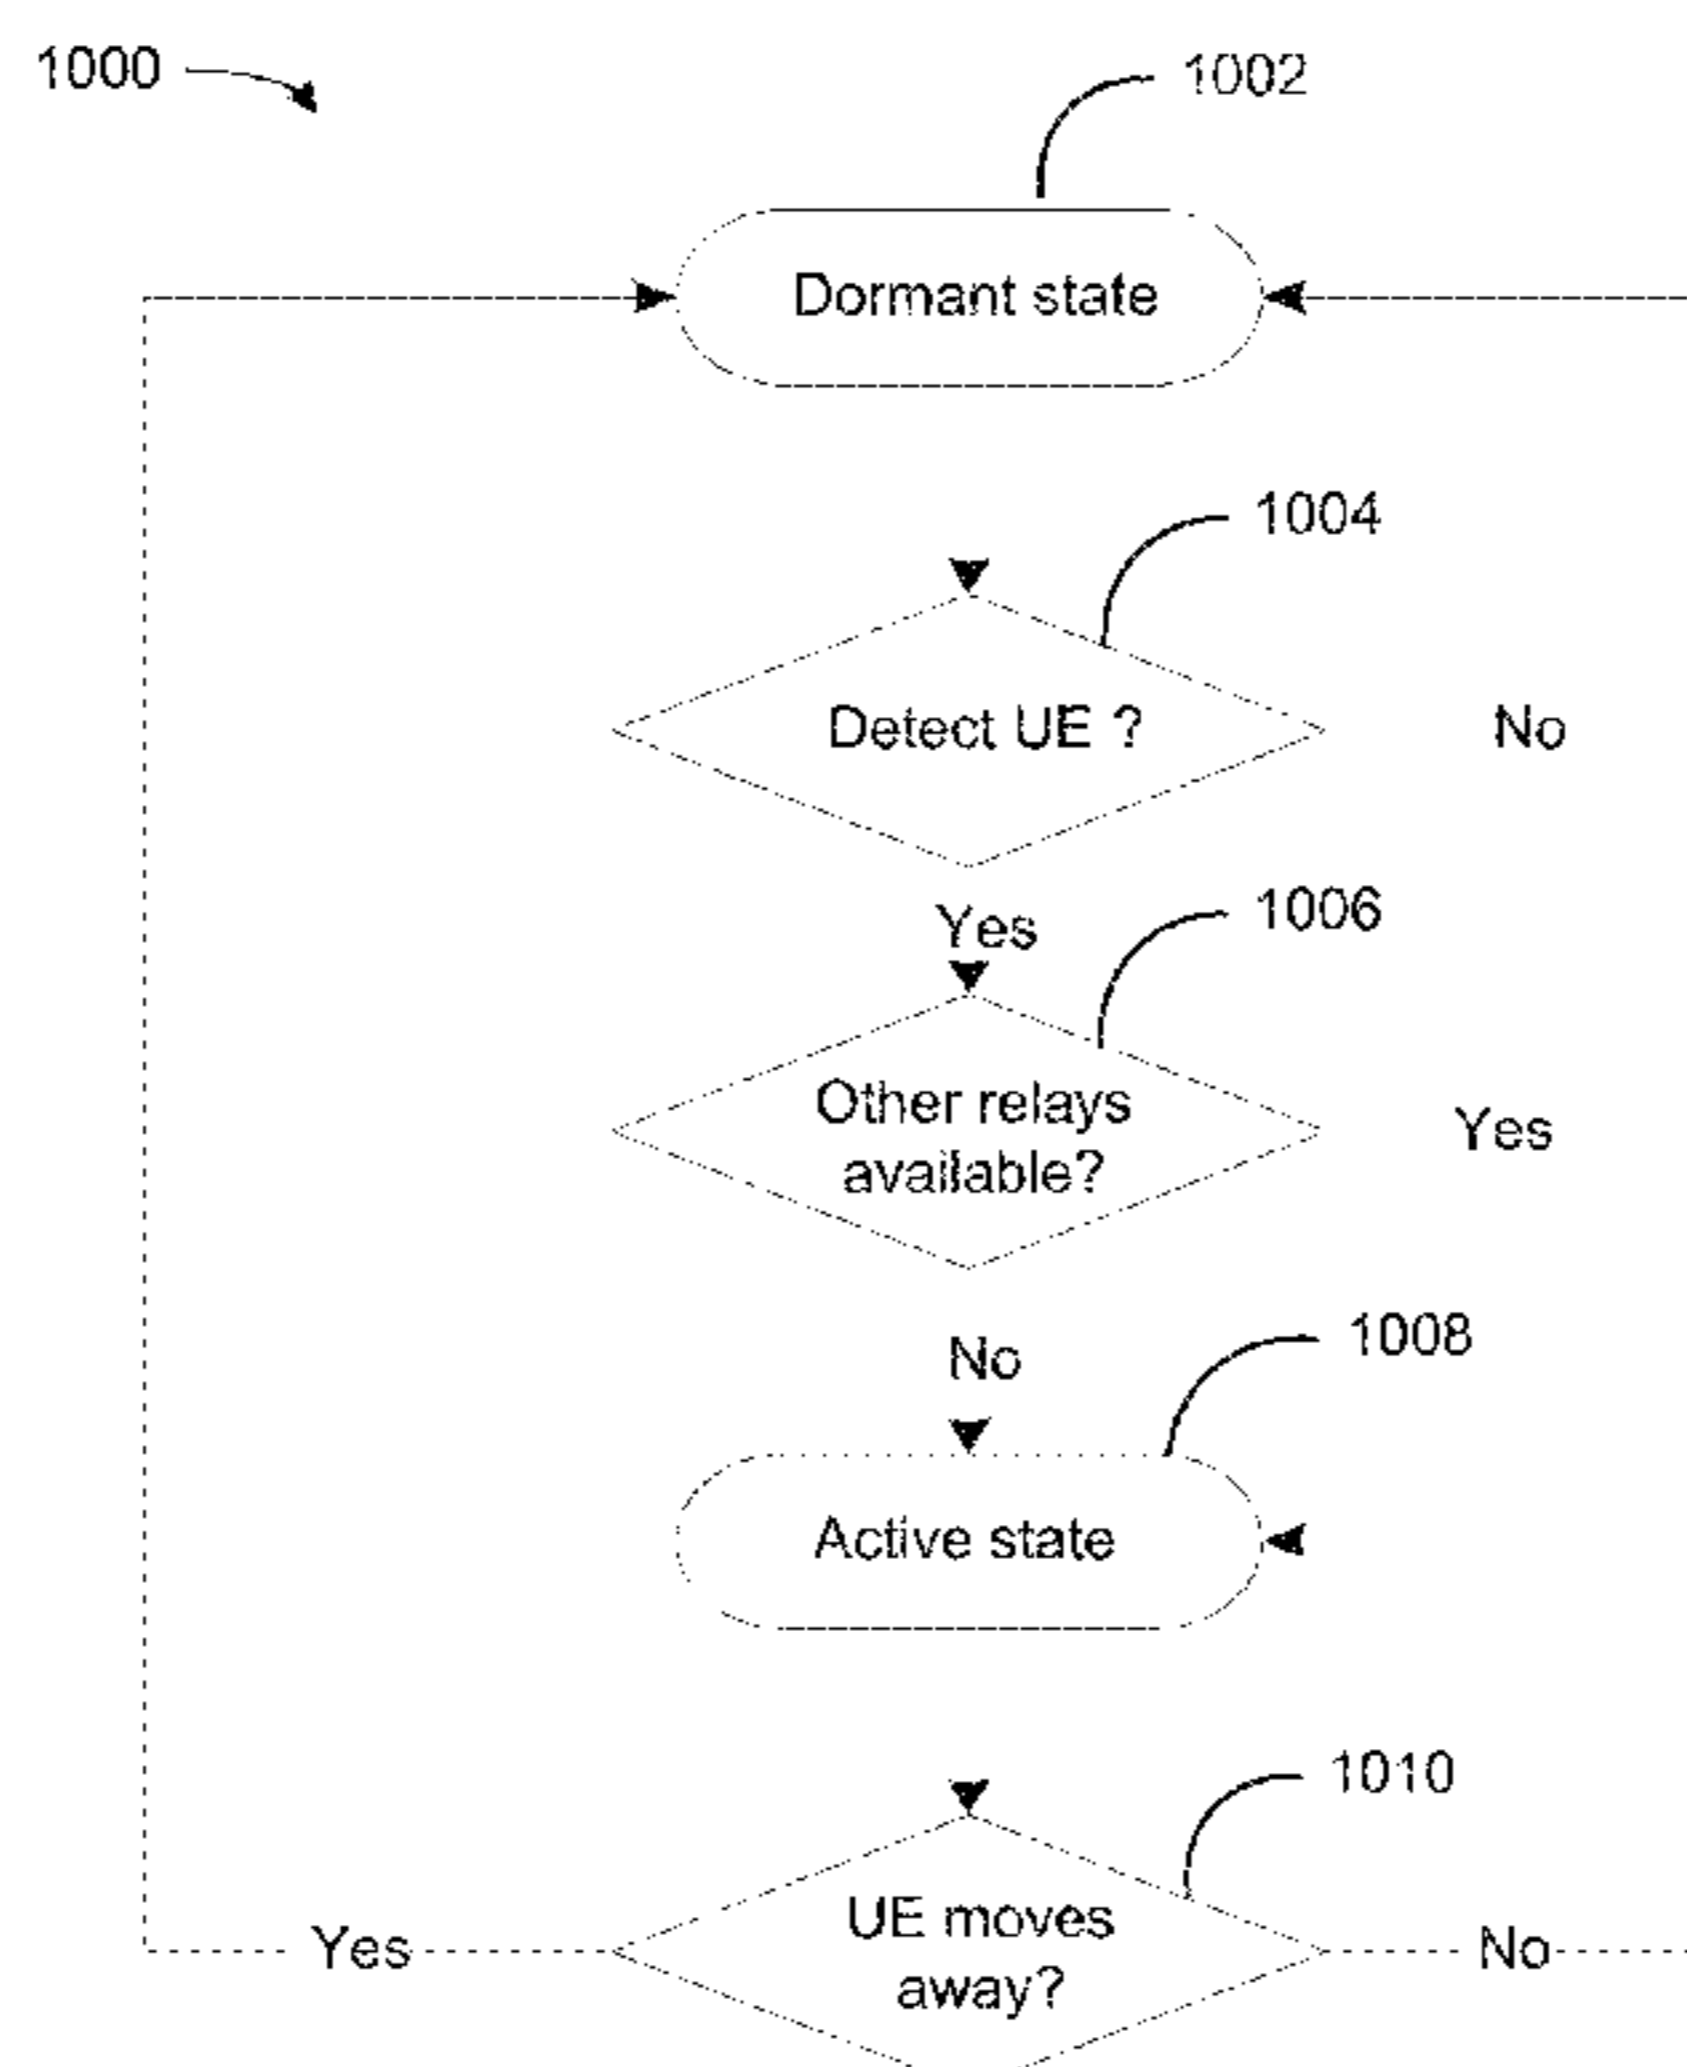 1000
1002
Dormant state
1004
Detect UE ?
No
Yes
1006
Other relays
available?
Yes
No
1008
Active state
1010
UE moves
away?
Yes
No